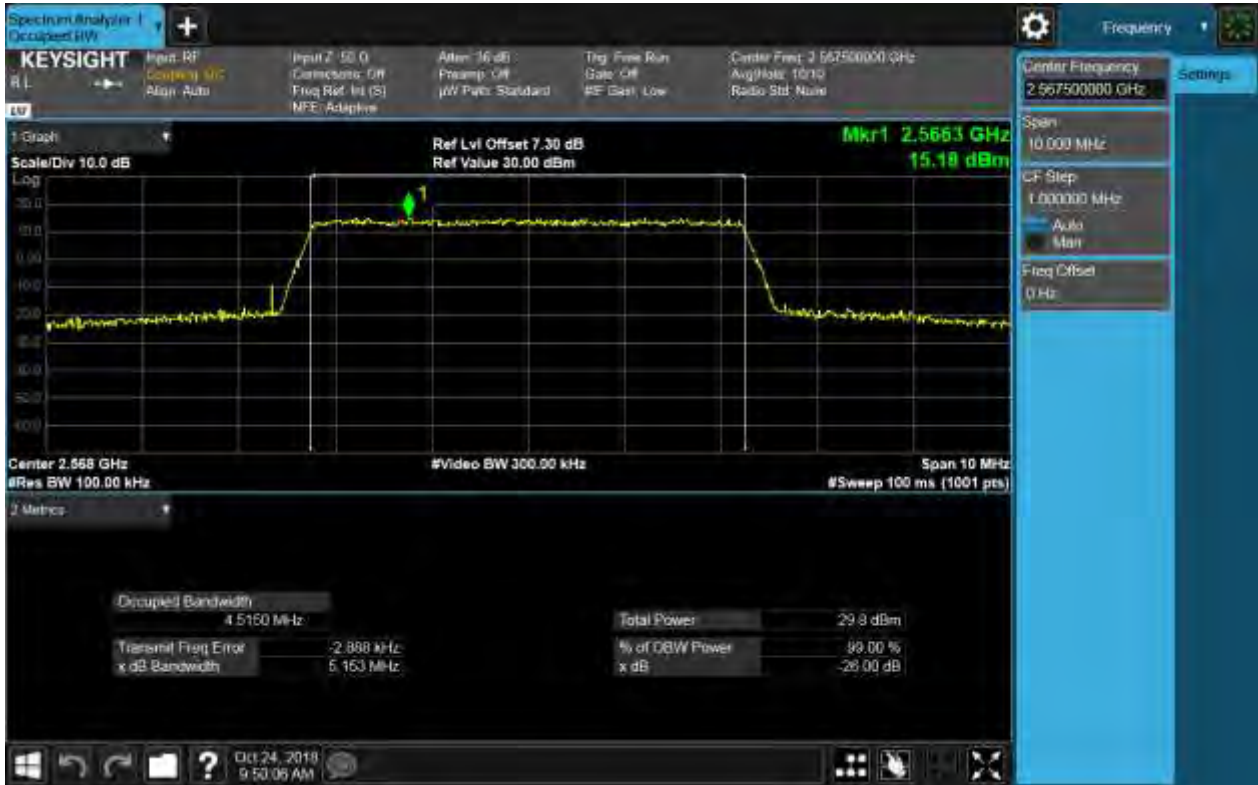 Spectrum Analyzer 1
Occupied BW
Frequency
KEYSIGHT
R L
Input: RF
Coupling: DC
Align: Auto
Input Z: 50 Ω
Corrections: Off
Freq Ref: Int (S)
NFE: Adaptive
Atten: 36 dB
Preamp: Off
µW Path: Standard
Trig: Free Run
Gate: Off
#IF Gain: Low
Center Freq: 2.567500000 GHz
Avg|Hold: 10/10
Radio Std: None
Center Frequency
2.567500000 GHz
Settings
Span
10.000 MHz
CF Step
1.000000 MHz
Auto
Man
Freq Offset
0 Hz
1 Graph
Scale/Div 10.0 dB
Ref Lvl Offset 7.30 dB
Ref Value 30.00 dBm
Mkr1 2.5663 GHz
15.18 dBm
Log
1
Center 2.568 GHz
#Res BW 100.00 kHz
#Video BW 300.00 kHz
Span 10 MHz
#Sweep 100 ms (1001 pts)
2 Metrics
Occupied Bandwidth
4.5150 MHz
Transmit Freq Error -2.888 kHz
x dB Bandwidth 5.153 MHz
Total Power 29.8 dBm
% of OBW Power 99.00 %
x dB -26.00 dB
Oct 24, 2018
9:50:06 AM